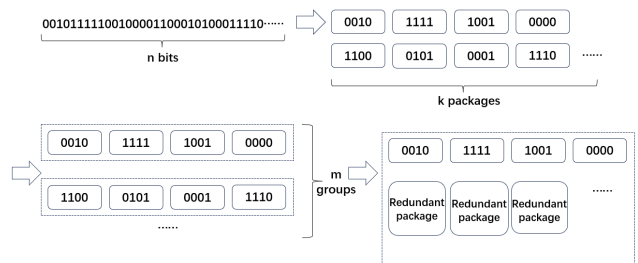 00101111100100001100010100011110······
n bits
0010 1111 1001 0000
1100 0101 0001 1110 ······
k packages
0010 1111 1001 0000
1100 0101 0001 1110
······
m
groups
0010 1111 1001 0000
Redundant
package
Redundant
package
Redundant
package
······